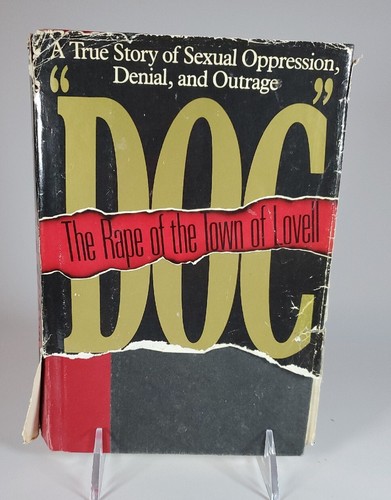 A True Story of Sexual Oppression,
Denial, and Outrage
"DOC"
The Rape of the Town of Lovell